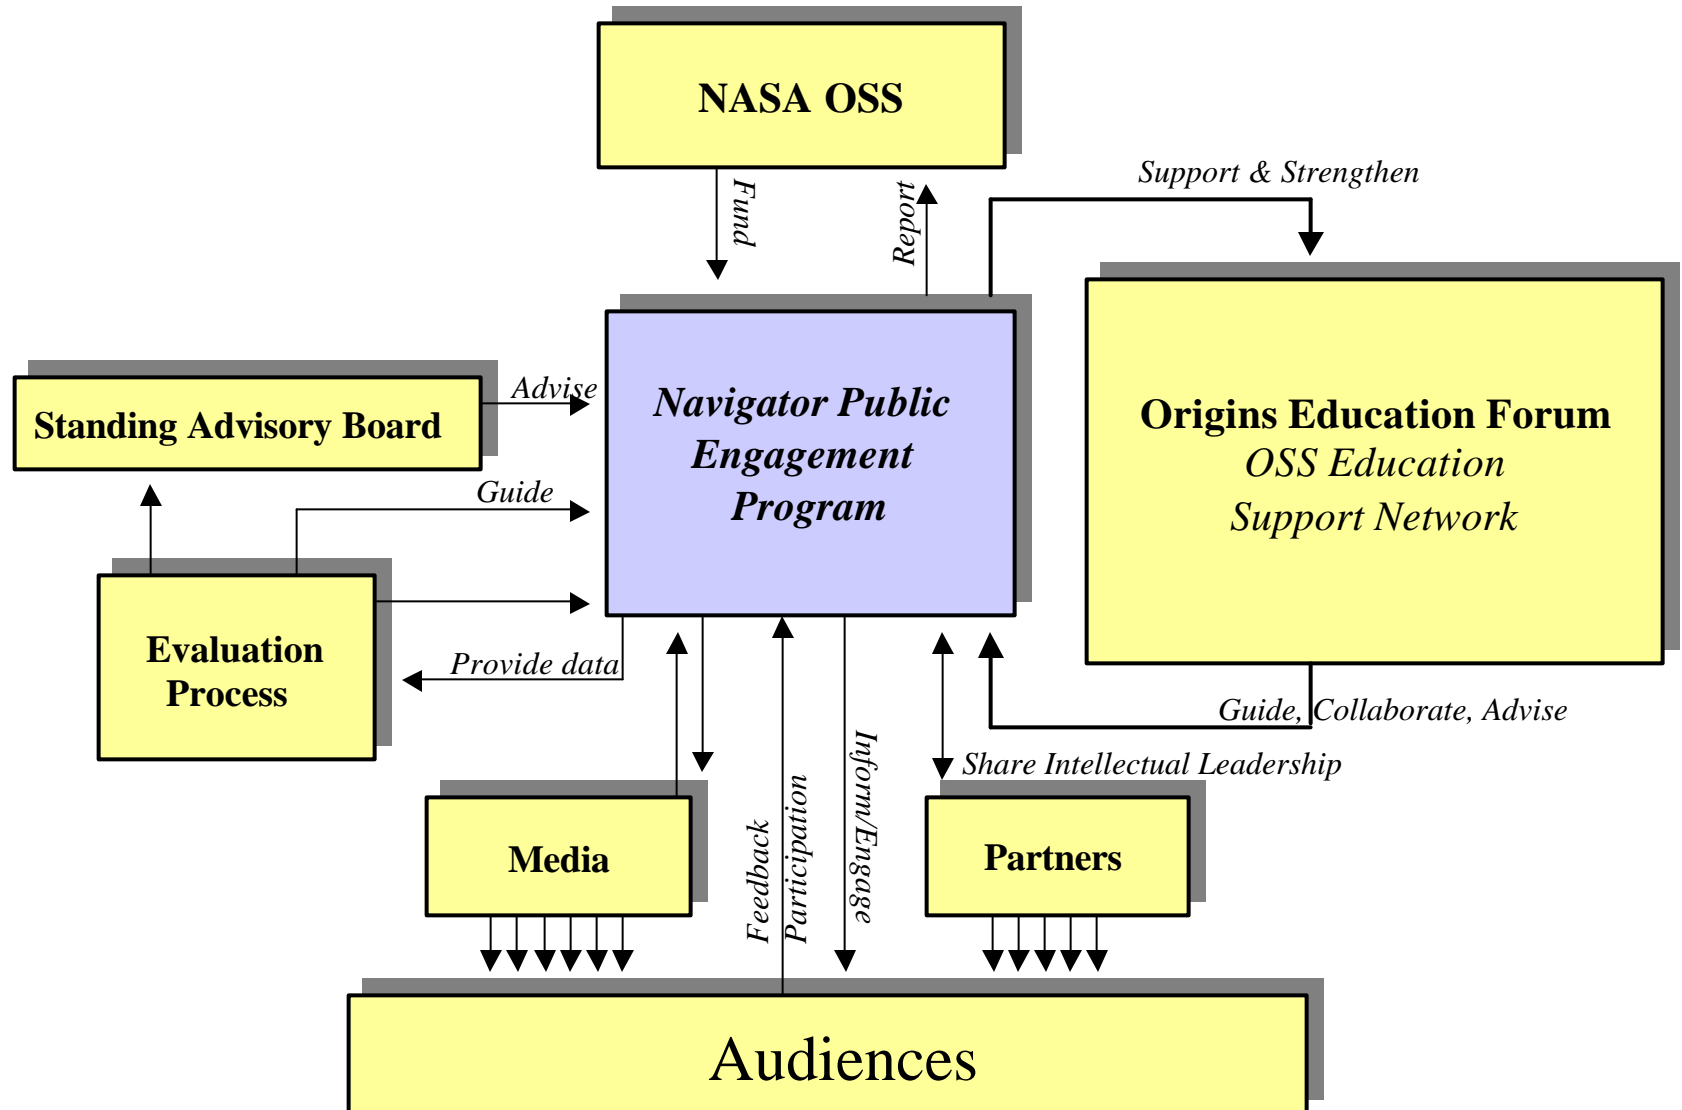 NASA OSS
Fund
Report
Support & Strengthen
Standing Advisory Board
Advise
Navigator Public
Engagement
Program
Origins Education Forum
OSS Education
Support Network
Guide
Evaluation
Process
Provide data
Guide, Collaborate, Advise
Share Intellectual Leadership
Media
Feedback
Participation
Inform/Engage
Partners
Audiences